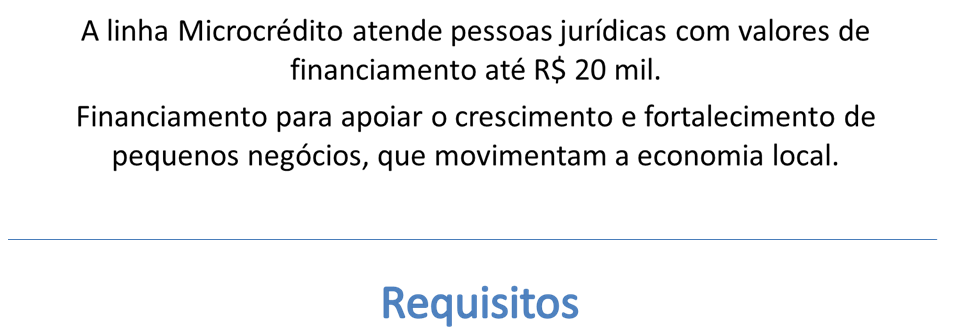 A linha Microcrédito atende pessoas jurídicas com valores de
financiamento até R$ 20 mil.
Financiamento para apoiar o crescimento e fortalecimento de
pequenos negócios, que movimentam a economia local.
Requisitos